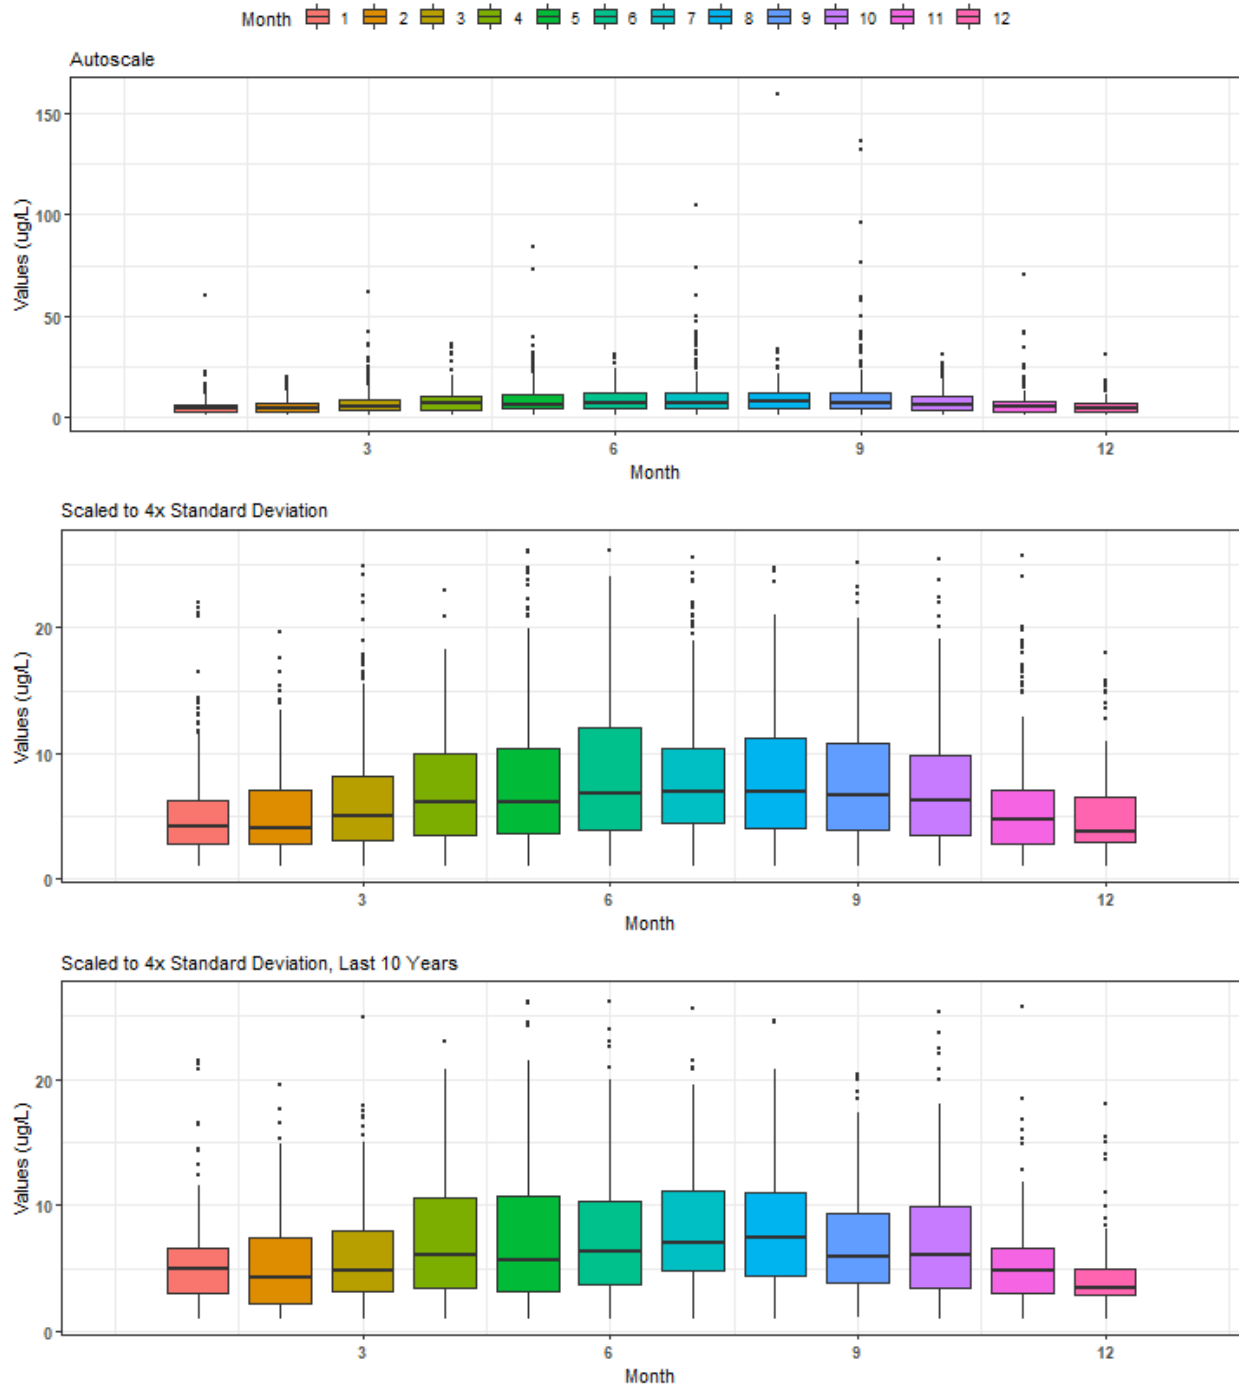 Month 1 2 3 4 5 6 7 8 9 10 11 12
Autoscale
Values (ug/L)
150
100
50
0
3 6 9 12
Month
Scaled to 4x Standard Deviation
Values (ug/L)
20
10
0
3 6 9 12
Month
Scaled to 4x Standard Deviation, Last 10 Years
Values (ug/L)
20
10
0
3 6 9 12
Month